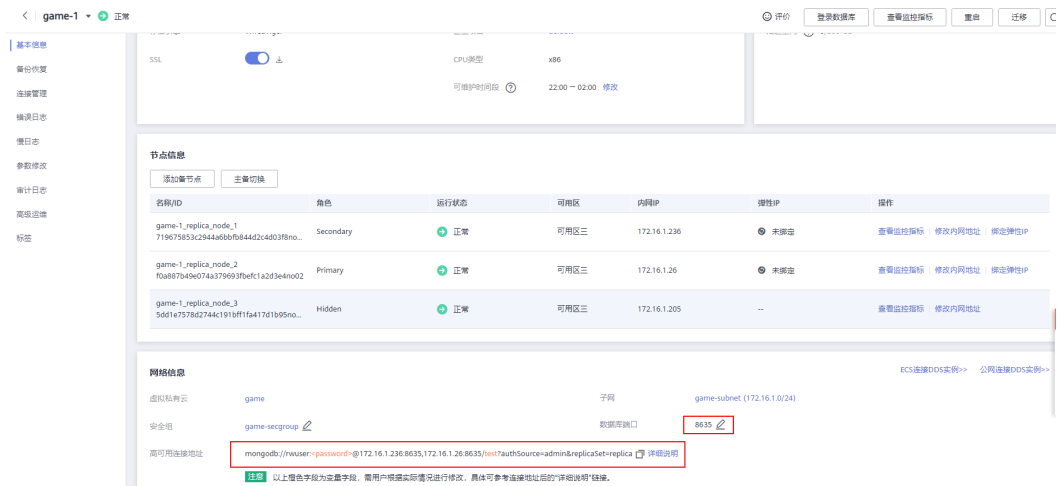 game-1 正常
评价 登录数据库 查看监控指标 重启 迁移
基本信息
备份恢复
连接管理
错误日志
慢日志
参数修改
审计日志
高级运维
标签
SSL
CPU类型 x86
可维护时间段 22:00 — 02:00 修改
节点信息
添加备节点 主备切换
名称/ID 角色 运行状态 可用区 内网IP 弹性IP 操作
game-1_replica_node_1
719675853c2944a6bbfb844d2c4d03f8no... Secondary 正常 可用区三 172.16.1.236 未绑定 查看监控指标 修改内网地址 绑定弹性IP
game-1_replica_node_2
f0a887b49e074a379693fbefc1a2d3e4no02 Primary 正常 可用区三 172.16.1.26 未绑定 查看监控指标 修改内网地址 绑定弹性IP
game-1_replica_node_3
5dd1e7578d2744c191bff1fa417d1b95no... Hidden 正常 可用区三 172.16.1.205 -- 查看监控指标 修改内网地址
网络信息
ECS连接DDS实例>> 公网连接DDS实例>>
虚拟私有云 game 子网 game-subnet (172.16.1.0/24)
安全组 game-secgroup 数据库端口 8635
高可用连接地址 mongodb://rwuser:<password>@172.16.1.236:8635,172.16.1.26:8635/test?authSource=admin&replicaSet=replica 详细说明
注意 以上橙色字段为变量字段，需用户根据实际情况进行修改，具体可参考连接地址后的“详细说明”链接。